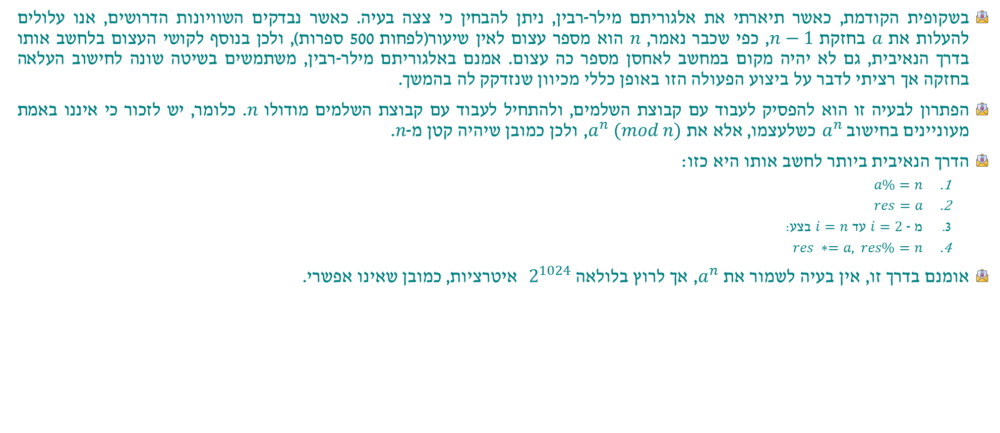 בשקופית הקודמת, כאשר תיארתי את אלגוריתם מילר-רבין, ניתן להבחין כי צצה בעיה. כאשר נבדקים השוויונות הדרושים, אנו עלולים
להעלות את a בחזקת n − 1, כפי שכבר נאמר, n הוא מספר עצום לאין שיעור(לפחות 500 ספרות), ולכן בנוסף לקושי העצום בלחשב אותו
בדרך הנאיבית, גם לא יהיה מקום במחשב לאחסן מספר כה עצום. אמנם באלגוריתם מילר-רבין, משתמשים בשיטה שונה לחישוב העלאה
בחזקה אך רציתי לדבר על ביצוע הפעולה הזו באופן כללי מכיוון שנזדקק לה בהמשך.
הפתרון לבעיה זו הוא להפסיק לעבוד עם קבוצת השלמים, ולהתחיל לעבוד עם קבוצת השלמים מודולו n. כלומר, יש לזכור כי איננו באמת
מעוניינים בחישוב aⁿ כשלעצמו, אלא את aⁿ (mod n), ולכן כמובן שיהיה קטן מ-n.
הדרך הנאיבית ביותר לחשב אותו היא כזו:
1. a% = n
2. res = a
3. מ - i = 2 עד i = n בצע:
4. res *= a, res% = n
אומנם בדרך זו, אין בעיה לשמור את aⁿ, אך לרוץ בלולאה 2¹⁰²⁴ איטרציות, כמובן שאינו אפשרי.